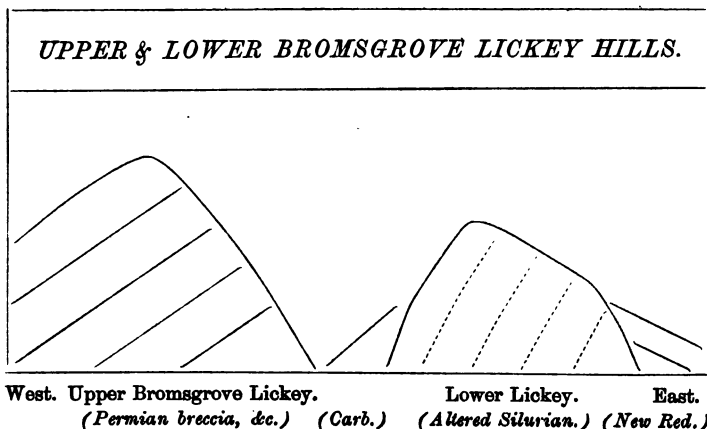 UPPER & LOWER BROMSGROVE LICKEY HILLS.
West. Upper Bromsgrove Lickey. Lower Lickey. East.
(Permian breccia, &c.) (Carb.) (Altered Silurian.) (New Red.)